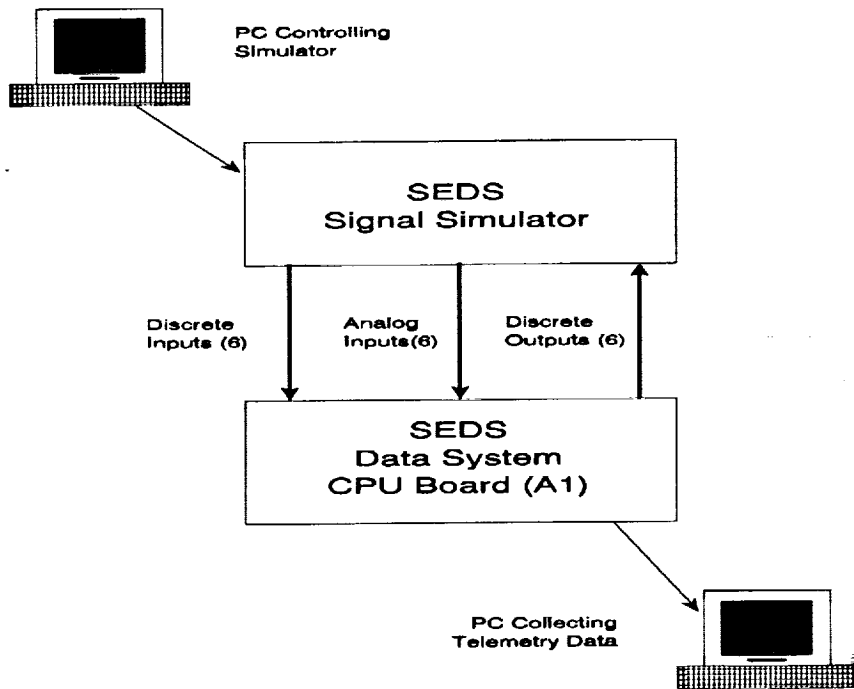 PC Controlling
Simulator
SEDS
Signal Simulator
Discrete
Inputs (6)
Analog
Inputs(6)
Discrete
Outputs (6)
SEDS
Data System
CPU Board (A1)
PC Collecting
Telemetry Data